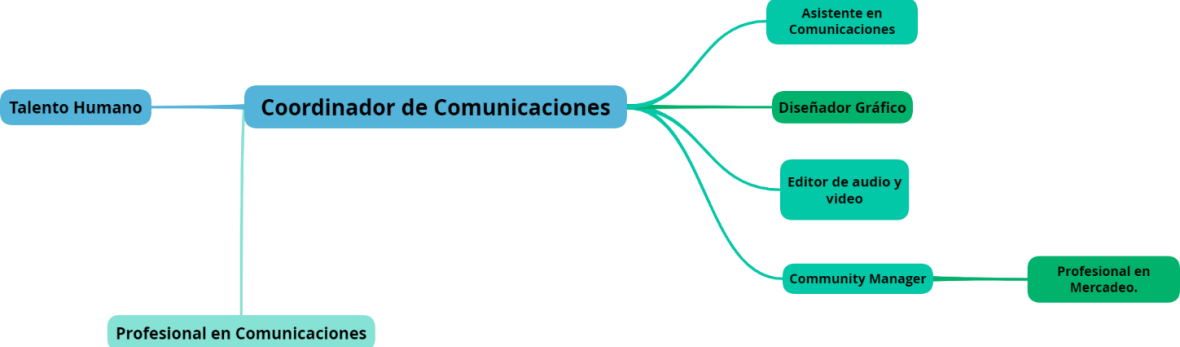 Asistente en
Comunicaciones
Talento Humano
Coordinador de Comunicaciones
Diseñador Gráfico
Editor de audio y
video
Community Manager
Profesional en
Mercadeo.
Profesional en Comunicaciones